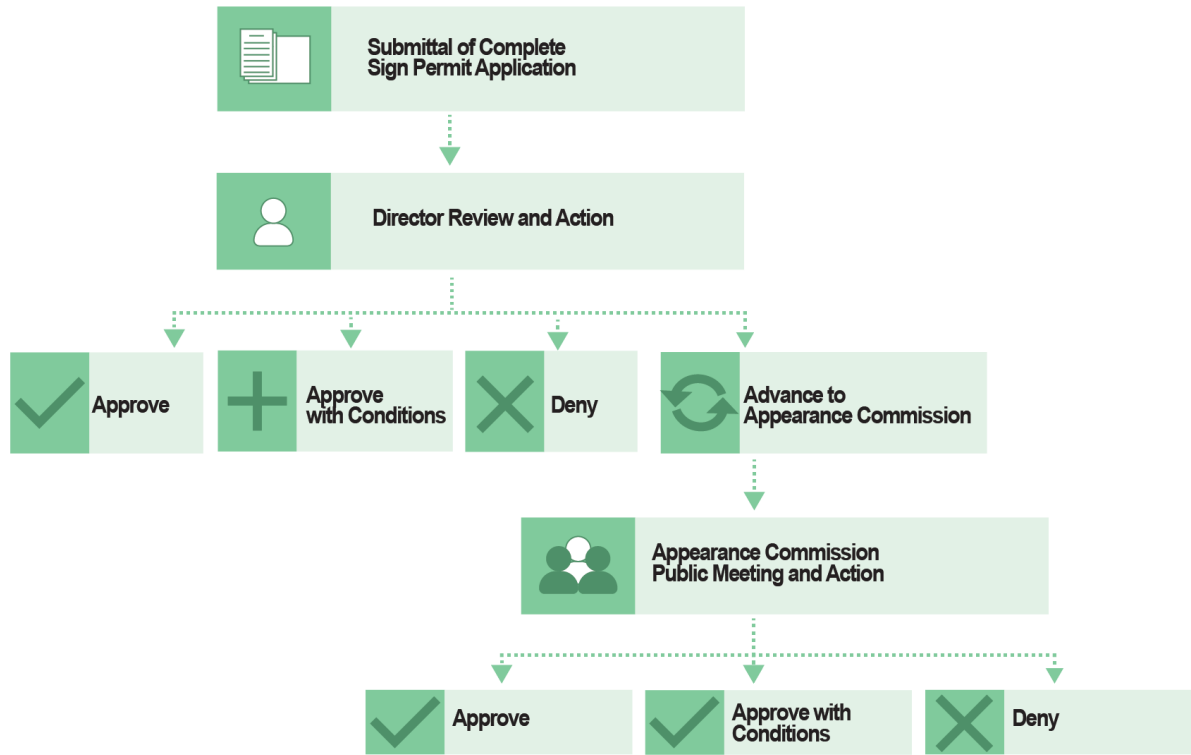 Submittal of Complete
Sign Permit Application
Director Review and Action
Approve
Approve
with Conditions
Deny
Advance to
Appearance Commission
Appearance Commission
Public Meeting and Action
Approve
Approve with
Conditions
Deny